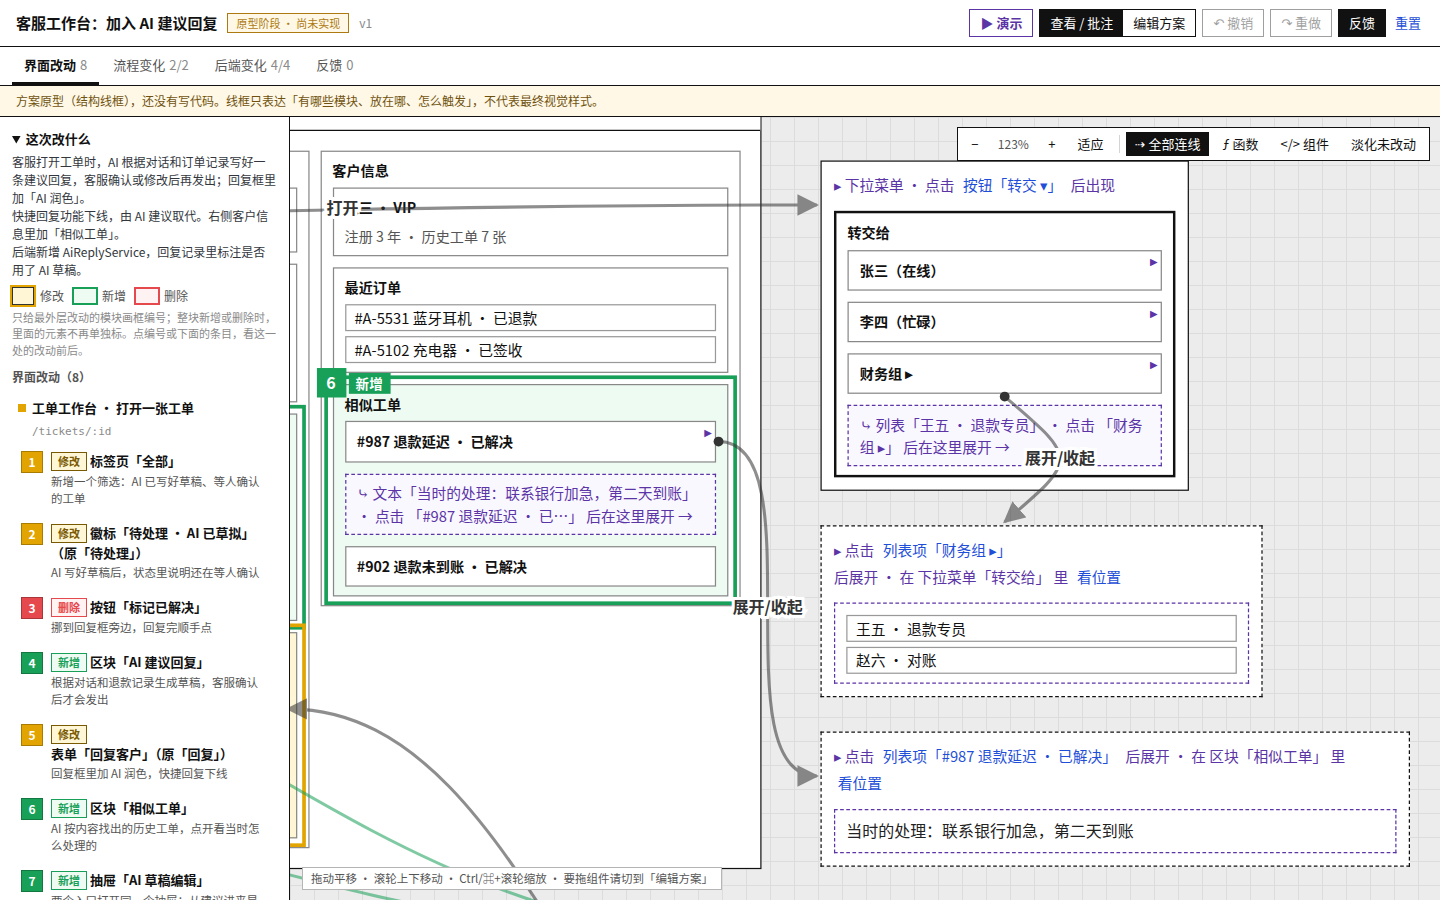 客服工作台：加入 AI 建议回复
原型阶段 · 尚未实现
v1
▶ 演示
查看 / 批注
编辑方案
↶ 撤销
↷ 重做
反馈
重置
界面改动 8
流程变化 2/2
后端变化 4/4
反馈 0
方案原型（结构线框），还没有写代码。线框只表达「有哪些模块、放在哪、怎么触发」，不代表最终视觉样式。
▼ 这次改什么
客服打开工单时，AI 根据对话和订单记录写好一
条建议回复，客服确认或修改后再发出；回复框里
加「AI 润色」。
快捷回复功能下线，由 AI 建议取代。右侧客户信
息里加「相似工单」。
后端新增 AiReplyService，回复记录里标注是否
用了 AI 草稿。
修改
新增
删除
只给最外层改动的模块画框编号；整块新增或删除时，
里面的元素不再单独标。点编号或下面的条目，看这一
处的改动前后。
界面改动（8）
工单工作台 · 打开一张工单
/tickets/:id
1
修改 标签页「全部」
新增一个筛选：AI 已写好草稿、等人确认
的工单
2
修改 徽标「待处理 · AI 已草拟」
（原「待处理」）
AI 写好草稿后，状态里说明还在等人确认
3
删除 按钮「标记已解决」
挪到回复框旁边，回复完顺手点
4
新增 区块「AI 建议回复」
根据对话和退款记录生成草稿，客服确认
后才会发出
5
修改
表单「回复客户」（原「回复」）
回复框里加 AI 润色，快捷回复下线
6
新增 区块「相似工单」
AI 按内容找出的历史工单，点开看当时怎
么处理的
7
新增 抽屉「AI 草稿编辑」
客户信息
打开
三 · VIP
注册 3 年 · 历史工单 7 张
最近订单
#A-5531 蓝牙耳机 · 已退款
#A-5102 充电器 · 已签收
6 新增
相似工单
#987 退款延迟 · 已解决
▸
⤷ 文本「当时的处理：联系银行加急，第二天到账」
· 点击 「#987 退款延迟 · 已…」 后在这里展开 →
#902 退款未到账 · 已解决
展开/收起
拖动平移 · 滚轮上下移动 · Ctrl/⌘+滚轮缩放 · 要拖组件请切到「编辑方案」
−
123%
+
适应
⇢ 全部连线
ƒ 函数
</> 组件
淡化未改动
▸ 下拉菜单 · 点击 按钮「转交 ▾」 后出现
转交给
张三（在线）
▸
李四（忙碌）
▸
财务组 ▸
▸
⤷ 列表「王五 · 退款专员」 · 点击 「财务
组 ▸」 后在这里展开 →
展开/收起
▸ 点击 列表项「财务组 ▸」
后展开 · 在 下拉菜单「转交给」 里 看位置
王五 · 退款专员
赵六 · 对账
▸ 点击 列表项「#987 退款延迟 · 已解决」 后展开 · 在 区块「相似工单」 里
看位置
当时的处理：联系银行加急，第二天到账